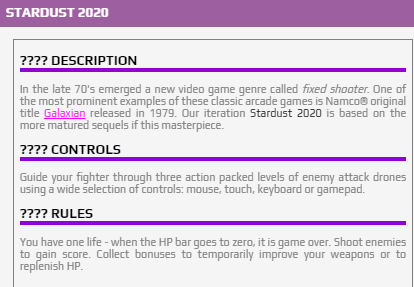 STARDUST 2020
???? DESCRIPTION
In the late 70's emerged a new video game genre called fixed shooter. One of
the most prominent examples of these classic arcade games is Namco® original
title Galaxian released in 1979. Our iteration Stardust 2020 is based on the
more matured sequels if this masterpiece.
???? CONTROLS
Guide your fighter through three action packed levels of enemy attack drones
using a wide selection of controls: mouse, touch, keyboard or gamepad.
???? RULES
You have one life - when the HP bar goes to zero, it is game over. Shoot enemies
to gain score. Collect bonuses to temporarily improve your weapons or to
replenish HP.